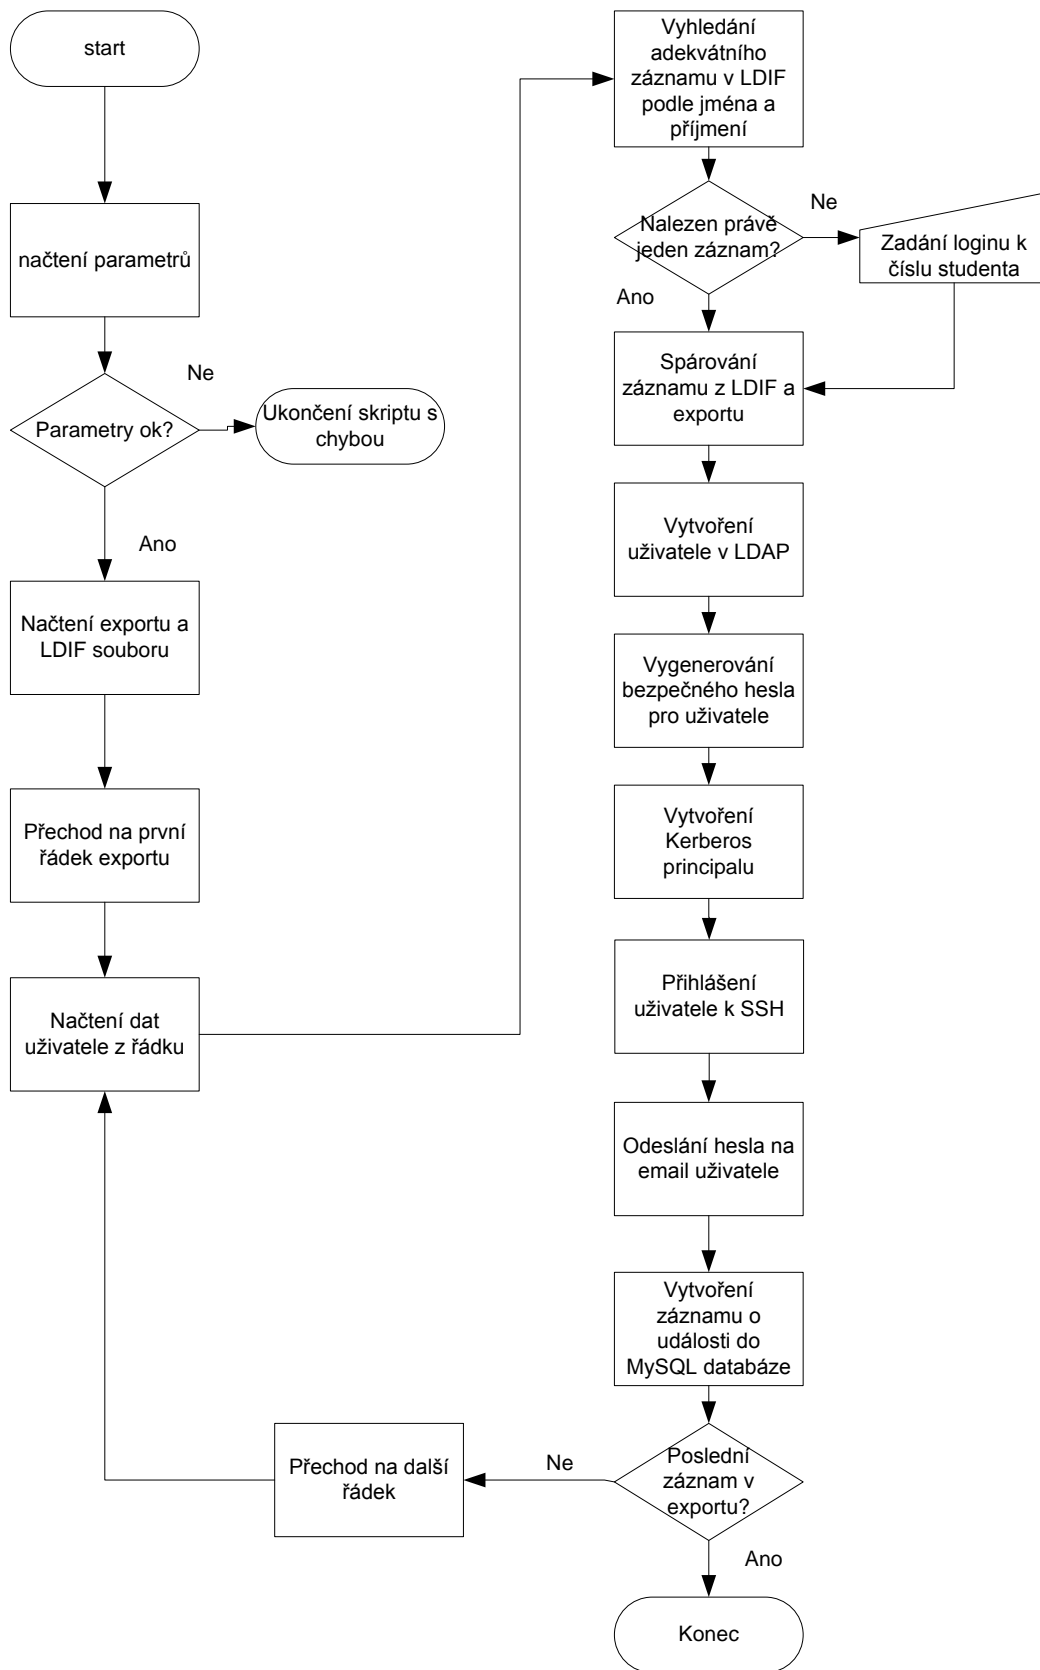 start
načtení parametrů
Parametry ok?
Ne
Ukončení skriptu s
chybou
Ano
Načtení exportu a
LDIF souboru
Přechod na první
řádek exportu
Načtení dat
uživatele z řádku
Vyhledání
adekvátního
záznamu v LDIF
podle jména a
příjmení
Nalezen právě
jeden záznam?
Ne
Zadání loginu k
číslu studenta
Ano
Spárování
záznamu z LDIF a
exportu
Vytvoření
uživatele v LDAP
Vygenerování
bezpečného hesla
pro uživatele
Vytvoření
Kerberos
principalu
Přihlášení
uživatele k SSH
Odeslání hesla na
email uživatele
Vytvoření
záznamu o
události do
MySQL databáze
Poslední
záznam v
exportu?
Ne
Přechod na další
řádek
Ano
Konec